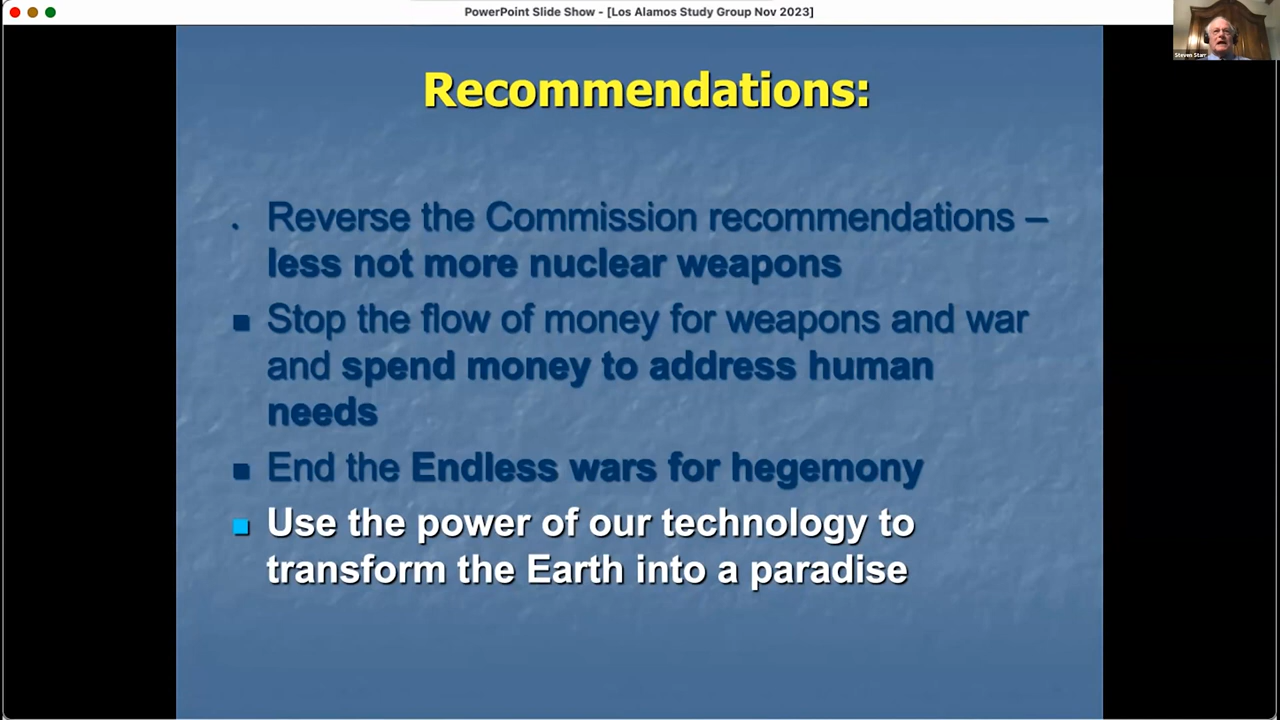 PowerPoint Slide Show - [Los Alamos Study Group Nov 2023]
Steven Starr
Recommendations:
Reverse the Commission recommendations –
less not more nuclear weapons
Stop the flow of money for weapons and war
and spend money to address human
needs
End the Endless wars for hegemony
Use the power of our technology to
transform the Earth into a paradise